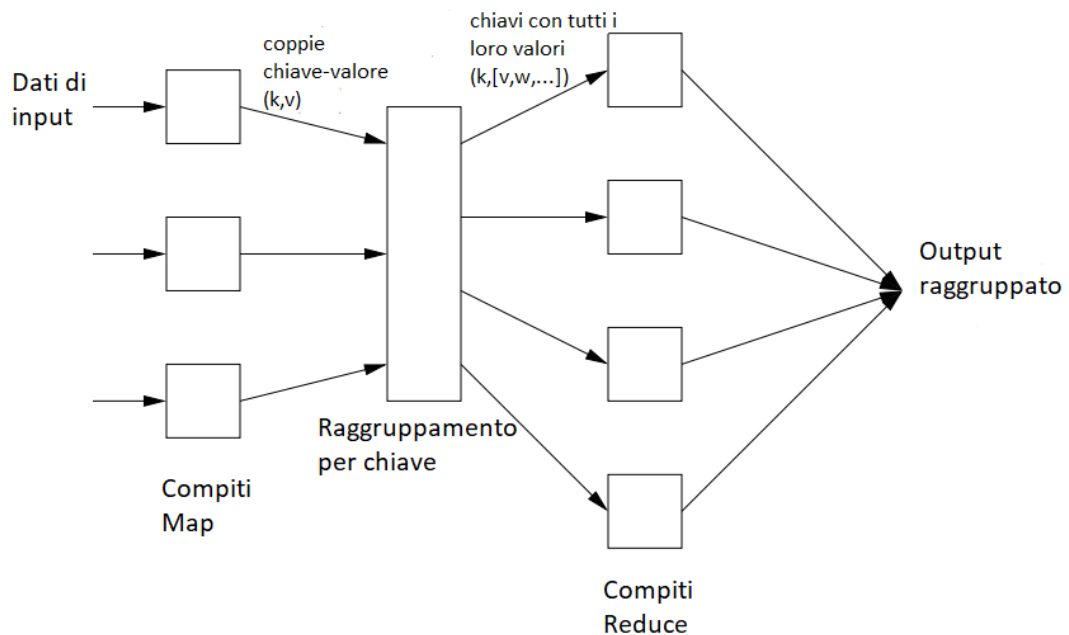 Dati di
input
coppie
chiave-valore
(k,v)
chiavi con tutti i
loro valori
(k,[v,w,...])
Raggruppamento
per chiave
Compiti
Map
Compiti
Reduce
Output
raggruppato